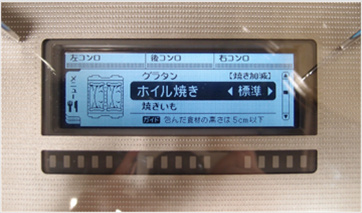 左コンロ 後コンロ 右コンロ
グラタン 【焼き加減】
メニュー
ホイル焼き ◀ 標準 ▶
焼きいも
ガイド 包んだ食材の厚さは5cm以下